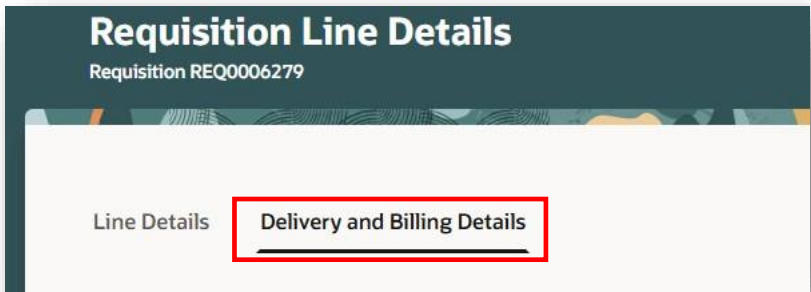 Requisition Line Details
Requisition REQ0006279
Line Details Delivery and Billing Details